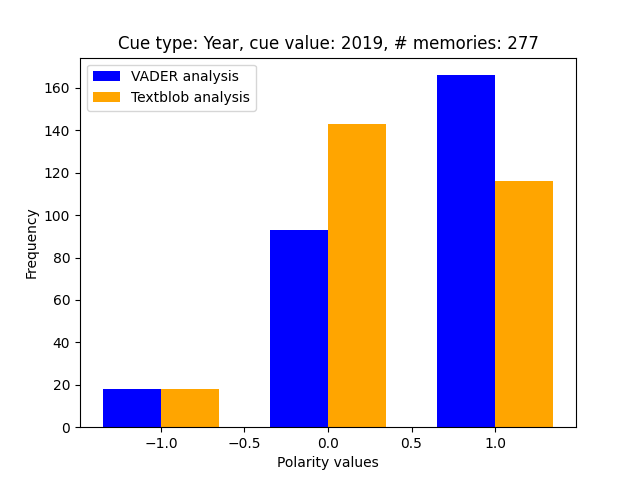 Cue type: Year, cue value: 2019, # memories: 277
VADER analysis
Textblob analysis
Frequency
160
140
120
100
80
60
40
20
0
−1.0 −0.5 0.0 0.5 1.0
Polarity values